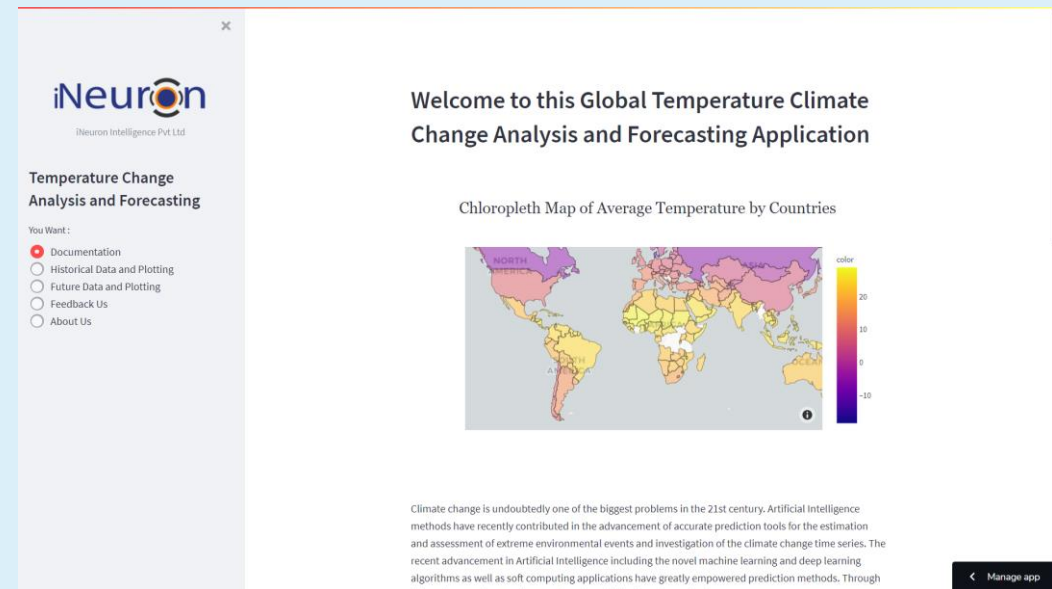 iNeuron
iNeuron Intelligence Pvt Ltd
Temperature Change
Analysis and Forecasting
You Want :
Documentation
Historical Data and Plotting
Future Data and Plotting
Feedback Us
About Us
Welcome to this Global Temperature Climate
Change Analysis and Forecasting Application
Chloropleth Map of Average Temperature by Countries
NORTH
AMERICA
ASIA
SOUTH
AMERICA
color
20
10
0
−10
Climate change is undoubtedly one of the biggest problems in the 21st century. Artificial Intelligence
methods have recently contributed in the advancement of accurate prediction tools for the estimation
and assessment of extreme environmental events and investigation of the climate change time series. The
recent advancement in Artificial Intelligence including the novel machine learning and deep learning
algorithms as well as soft computing applications have greatly empowered prediction methods. Through
Manage app